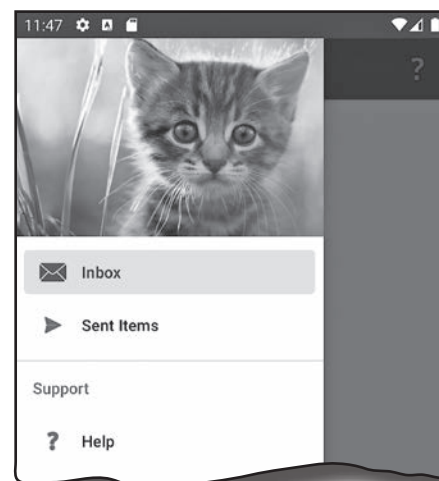 11:47
?
Inbox
Sent Items
Support
? Help